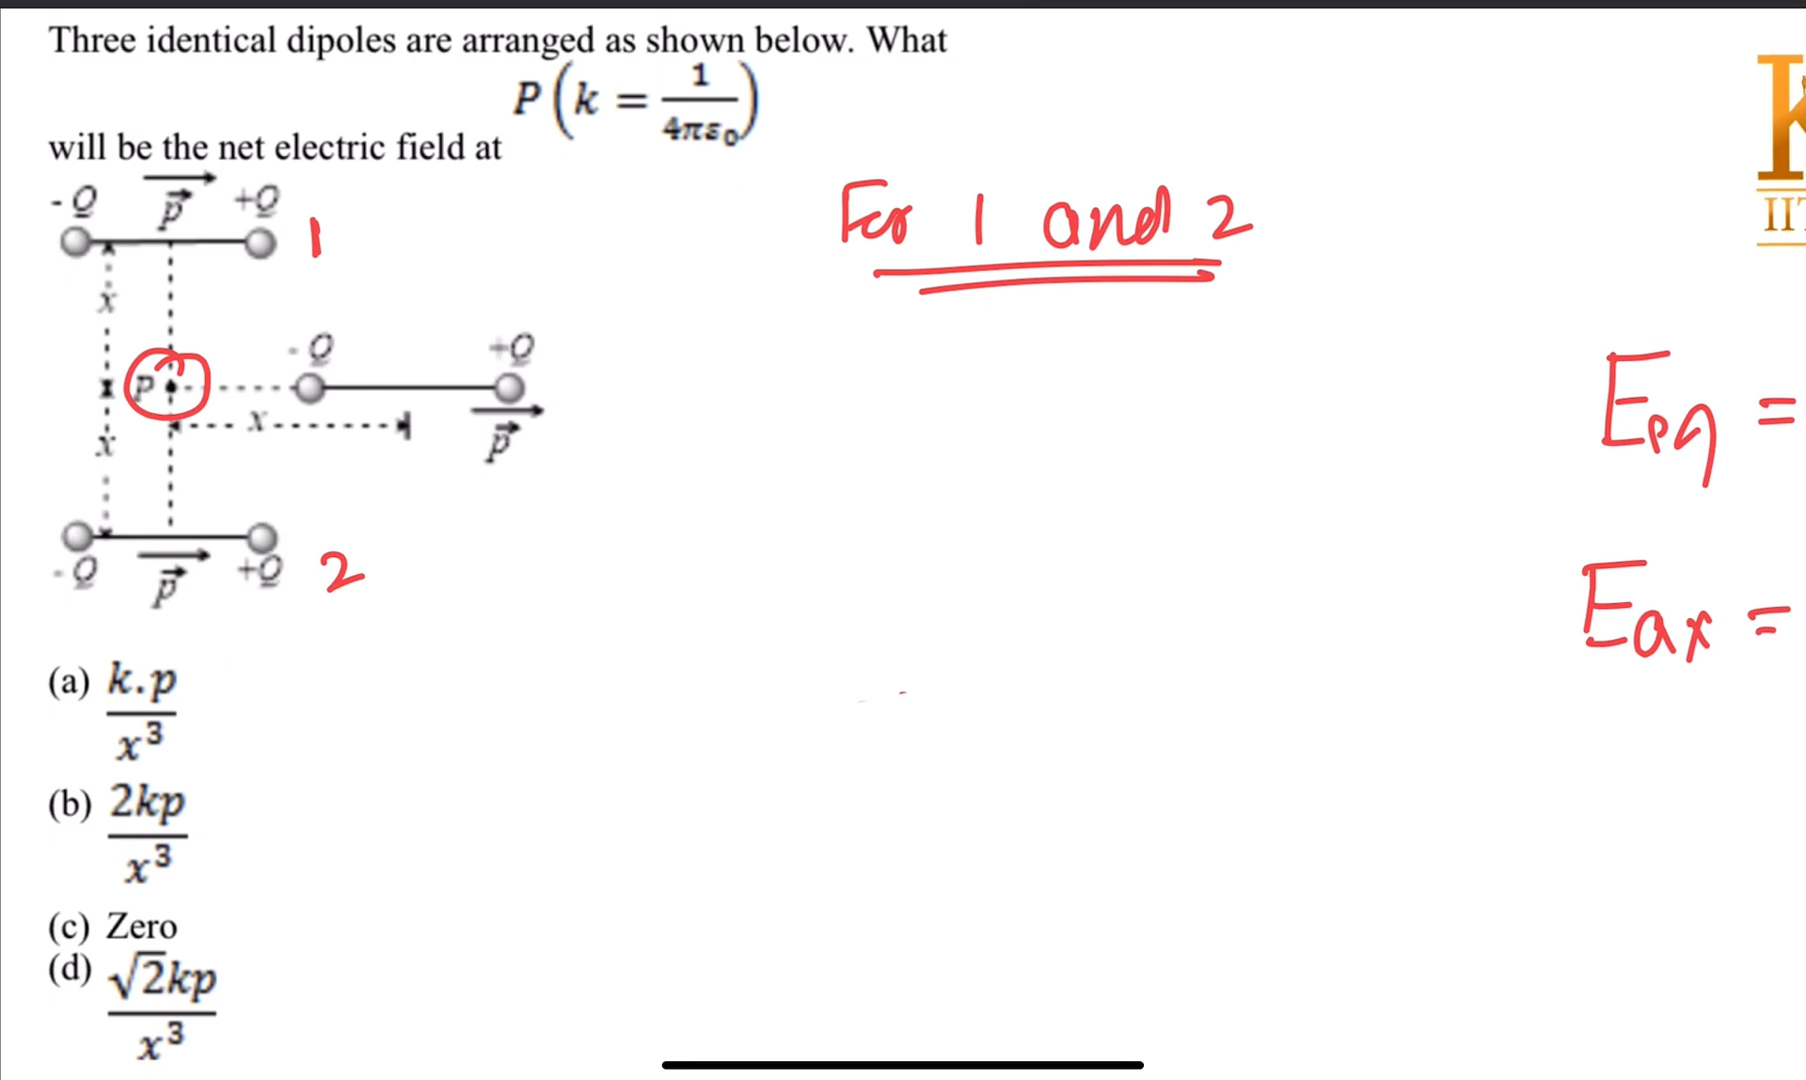 Three identical dipoles are arranged as shown below. What
will be the net electric field at P(k = 1/4πε₀)
-Q p⃗ +Q
1
For 1 and 2
x
-Q +Q
P
x
p⃗
x
-Q p⃗ +Q
2
Eeq =
Eax =
(a) k.p/x³
(b) 2kp/x³
(c) Zero
(d) √2kp/x³